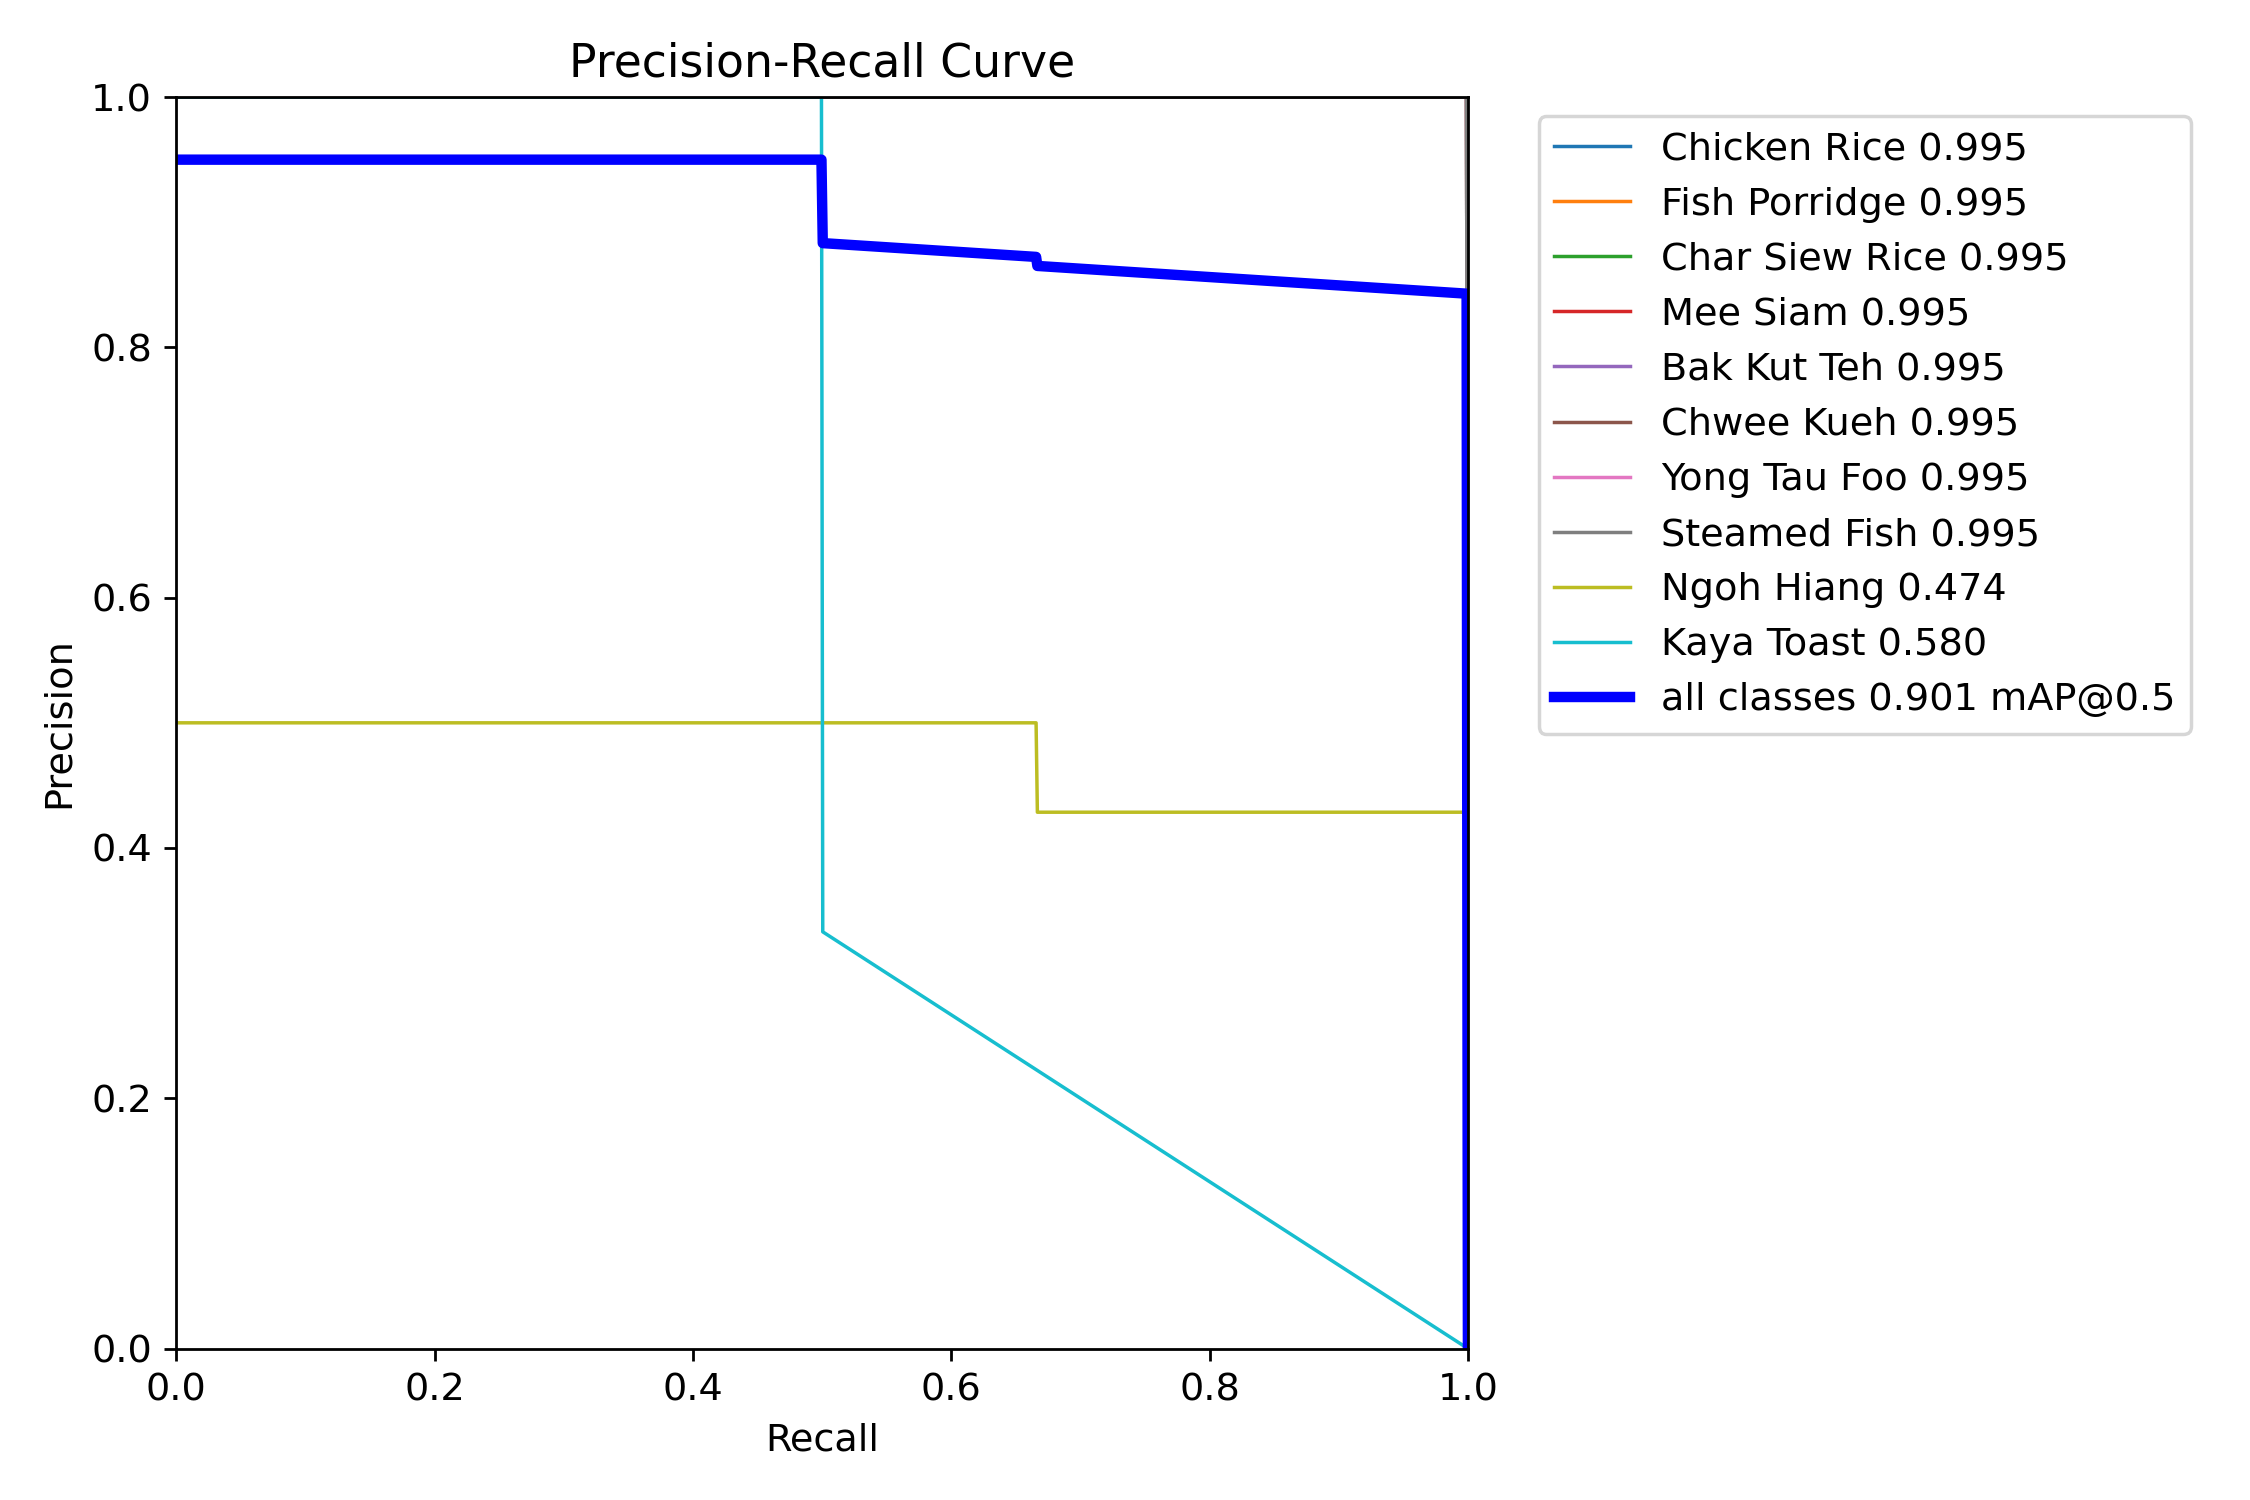 Precision-Recall Curve
1.0
0.8
0.6
0.4
0.2
0.0
Precision
0.0 0.2 0.4 0.6 0.8 1.0
Recall
Chicken Rice 0.995
Fish Porridge 0.995
Char Siew Rice 0.995
Mee Siam 0.995
Bak Kut Teh 0.995
Chwee Kueh 0.995
Yong Tau Foo 0.995
Steamed Fish 0.995
Ngoh Hiang 0.474
Kaya Toast 0.580
all classes 0.901 mAP@0.5